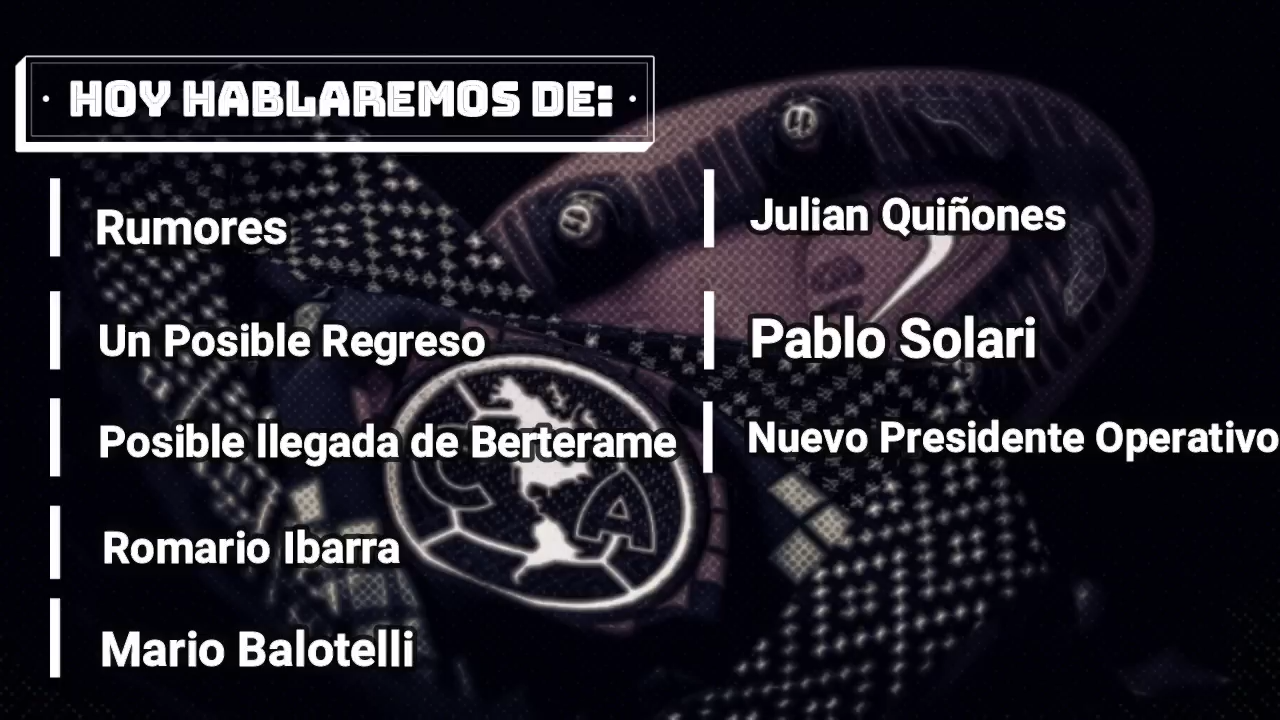 HOY HABLAREMOS DE:
Rumores
Un Posible Regreso
Posible llegada de Berterame
Romario Ibarra
Mario Balotelli
Julian Quiñones
Pablo Solari
Nuevo Presidente Operativo
C A
11